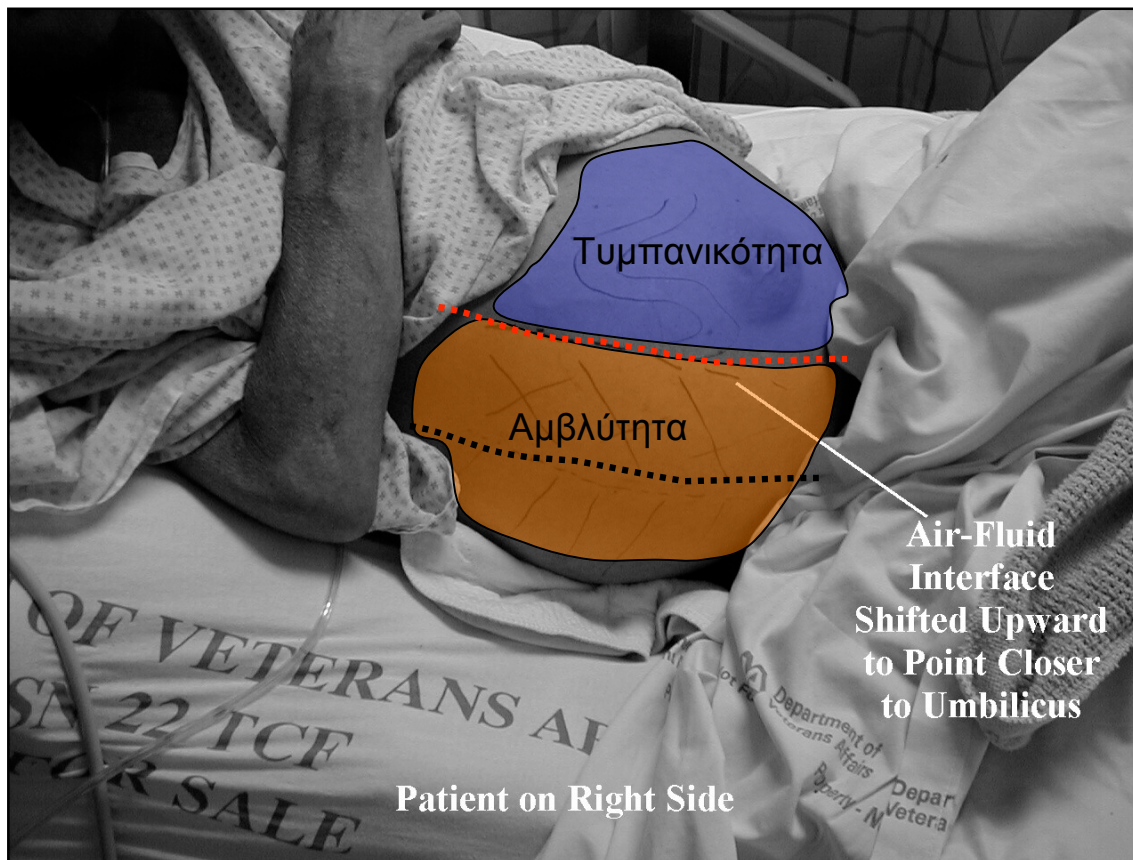 Τυμπανικότητα
Αμβλύτητα
Air-Fluid
Interface
Shifted Upward
to Point Closer
to Umbilicus
OF VETERANS AF
SN 22 TCF
FOR SALE
Department of
Veterans Affairs
Property - N
Depar
Vetera
Patient on Right Side